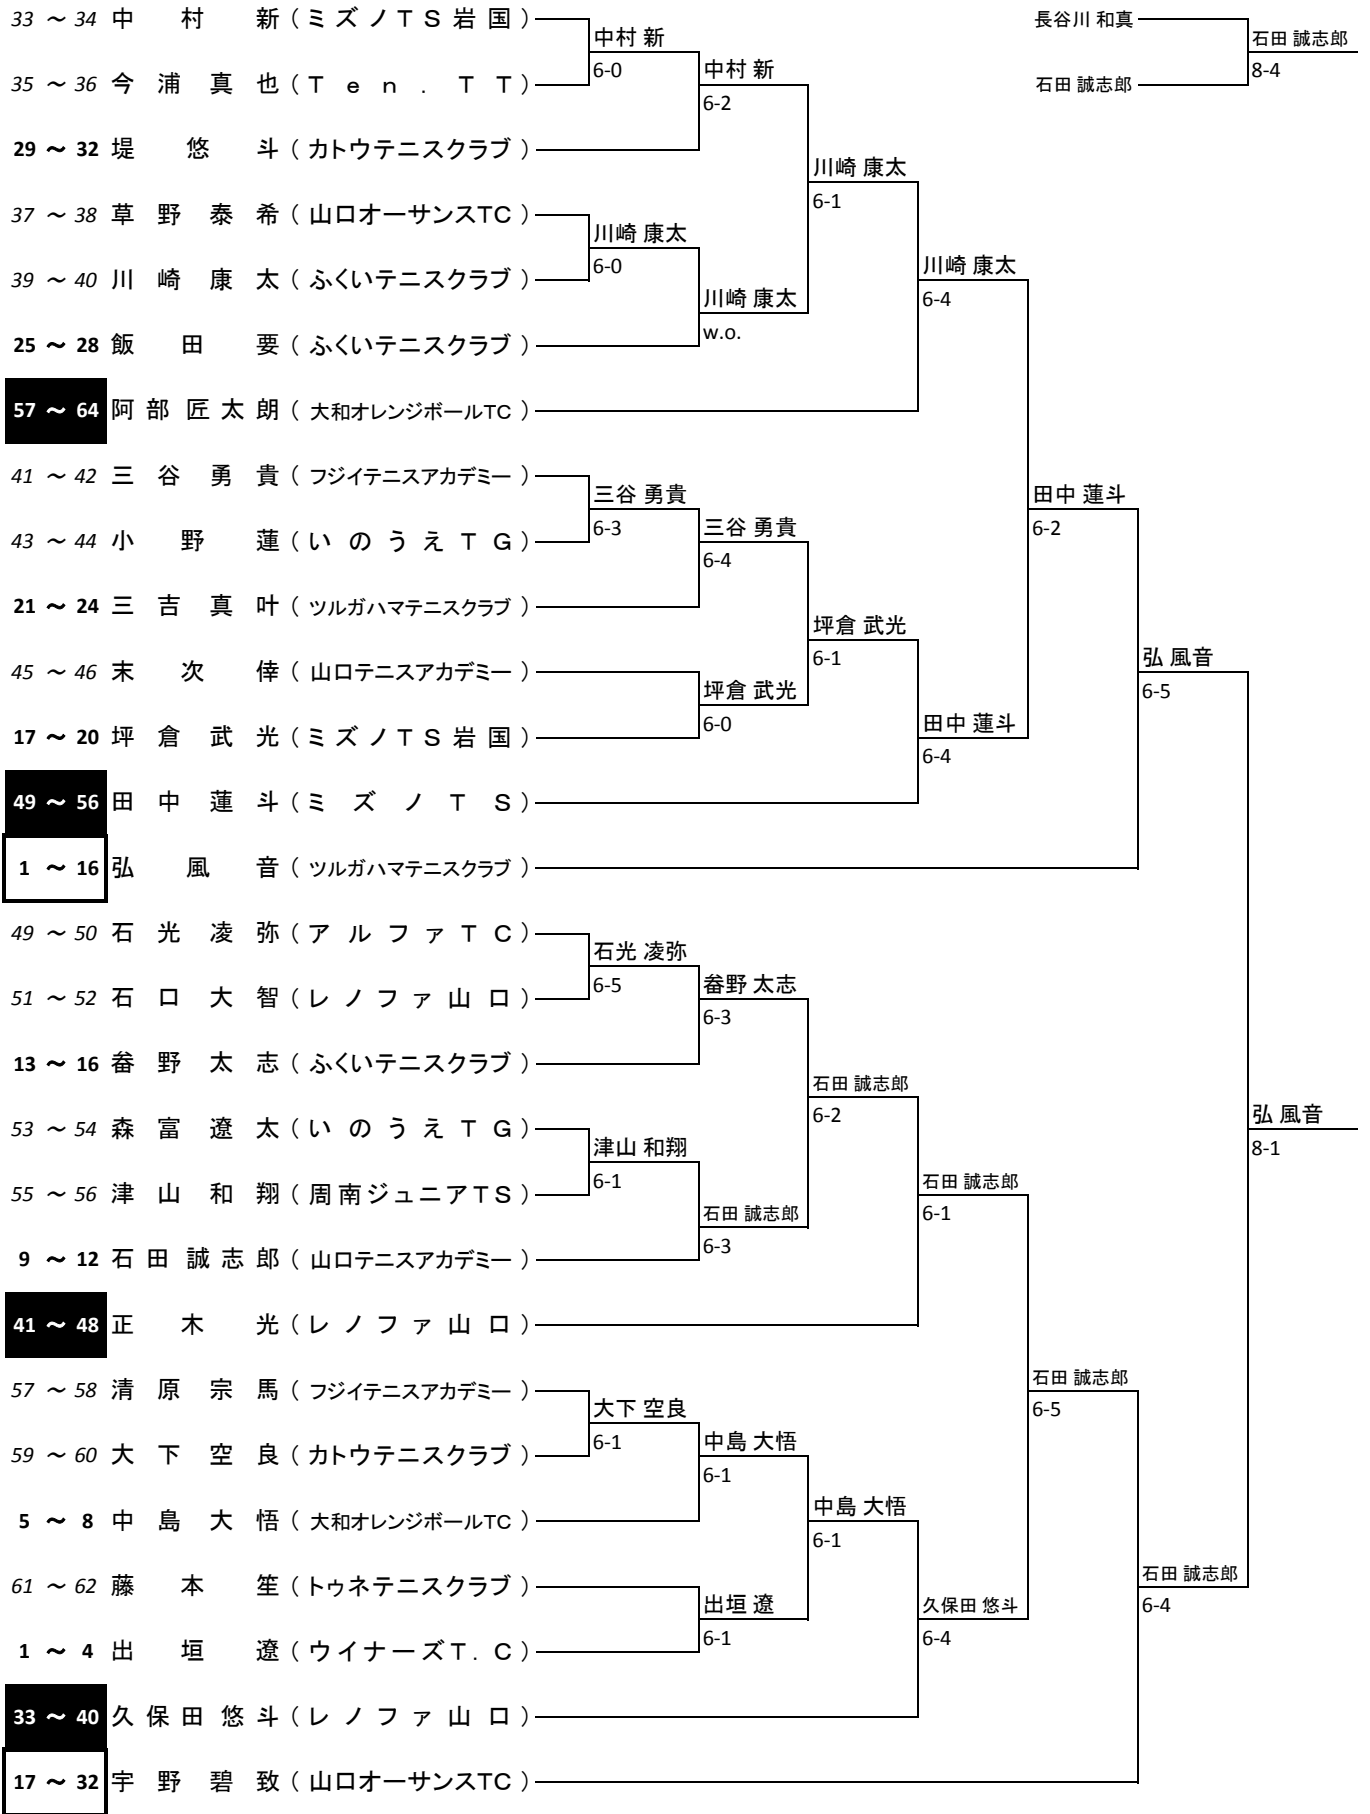 33 ～ 34 中村新（ミズノTS岩国）
35 ～ 36 今浦真也（Ten.TT）
29 ～ 32 堤悠斗（カトウテニスクラブ）
37 ～ 38 草野泰希（山口オーサンスTC）
39 ～ 40 川崎康太（ふくいテニスクラブ）
25 ～ 28 飯田要（ふくいテニスクラブ）
57 ～ 64 阿部匠太朗（大和オレンジボールTC）
41 ～ 42 三谷勇貴（フジイテニスアカデミー）
43 ～ 44 小野蓮（いのうえTG）
21 ～ 24 三吉真叶（ツルガハマテニスクラブ）
45 ～ 46 末次倖（山口テニスアカデミー）
17 ～ 20 坪倉武光（ミズノTS岩国）
49 ～ 56 田中蓮斗（ミズノTS）
1 ～ 16 弘風音（ツルガハマテニスクラブ）
49 ～ 50 石光凌弥（アルファTC）
51 ～ 52 石口大智（レノファ山口）
13 ～ 16 畨野太志（ふくいテニスクラブ）
53 ～ 54 森富遼太（いのうえTG）
55 ～ 56 津山和翔（周南ジュニアTS）
9 ～ 12 石田誠志郎（山口テニスアカデミー）
41 ～ 48 正木光（レノファ山口）
57 ～ 58 清原宗馬（フジイテニスアカデミー）
59 ～ 60 大下空良（カトウテニスクラブ）
5 ～ 8 中島大悟（大和オレンジボールTC）
61 ～ 62 藤本笙（トゥネテニスクラブ）
1 ～ 4 出垣遼（ウイナーズT.C）
33 ～ 40 久保田悠斗（レノファ山口）
17 ～ 32 宇野碧致（山口オーサンスTC）
中村 新
6-0
川崎 康太
6-0
三谷 勇貴
6-3
石光 凌弥
6-5
津山 和翔
6-1
大下 空良
6-1
中村 新
6-2
川崎 康太
w.o.
三谷 勇貴
6-4
坪倉 武光
6-0
畨野 太志
6-3
石田 誠志郎
6-3
中島 大悟
6-1
出垣 遼
6-1
川崎 康太
6-1
坪倉 武光
6-1
石田 誠志郎
6-2
中島 大悟
6-1
川崎 康太
6-4
田中 蓮斗
6-4
石田 誠志郎
6-1
久保田 悠斗
6-4
田中 蓮斗
6-2
石田 誠志郎
6-5
弘 風音
6-5
石田 誠志郎
6-4
弘 風音
8-1
長谷川 和真
石田 誠志郎
石田 誠志郎
8-4